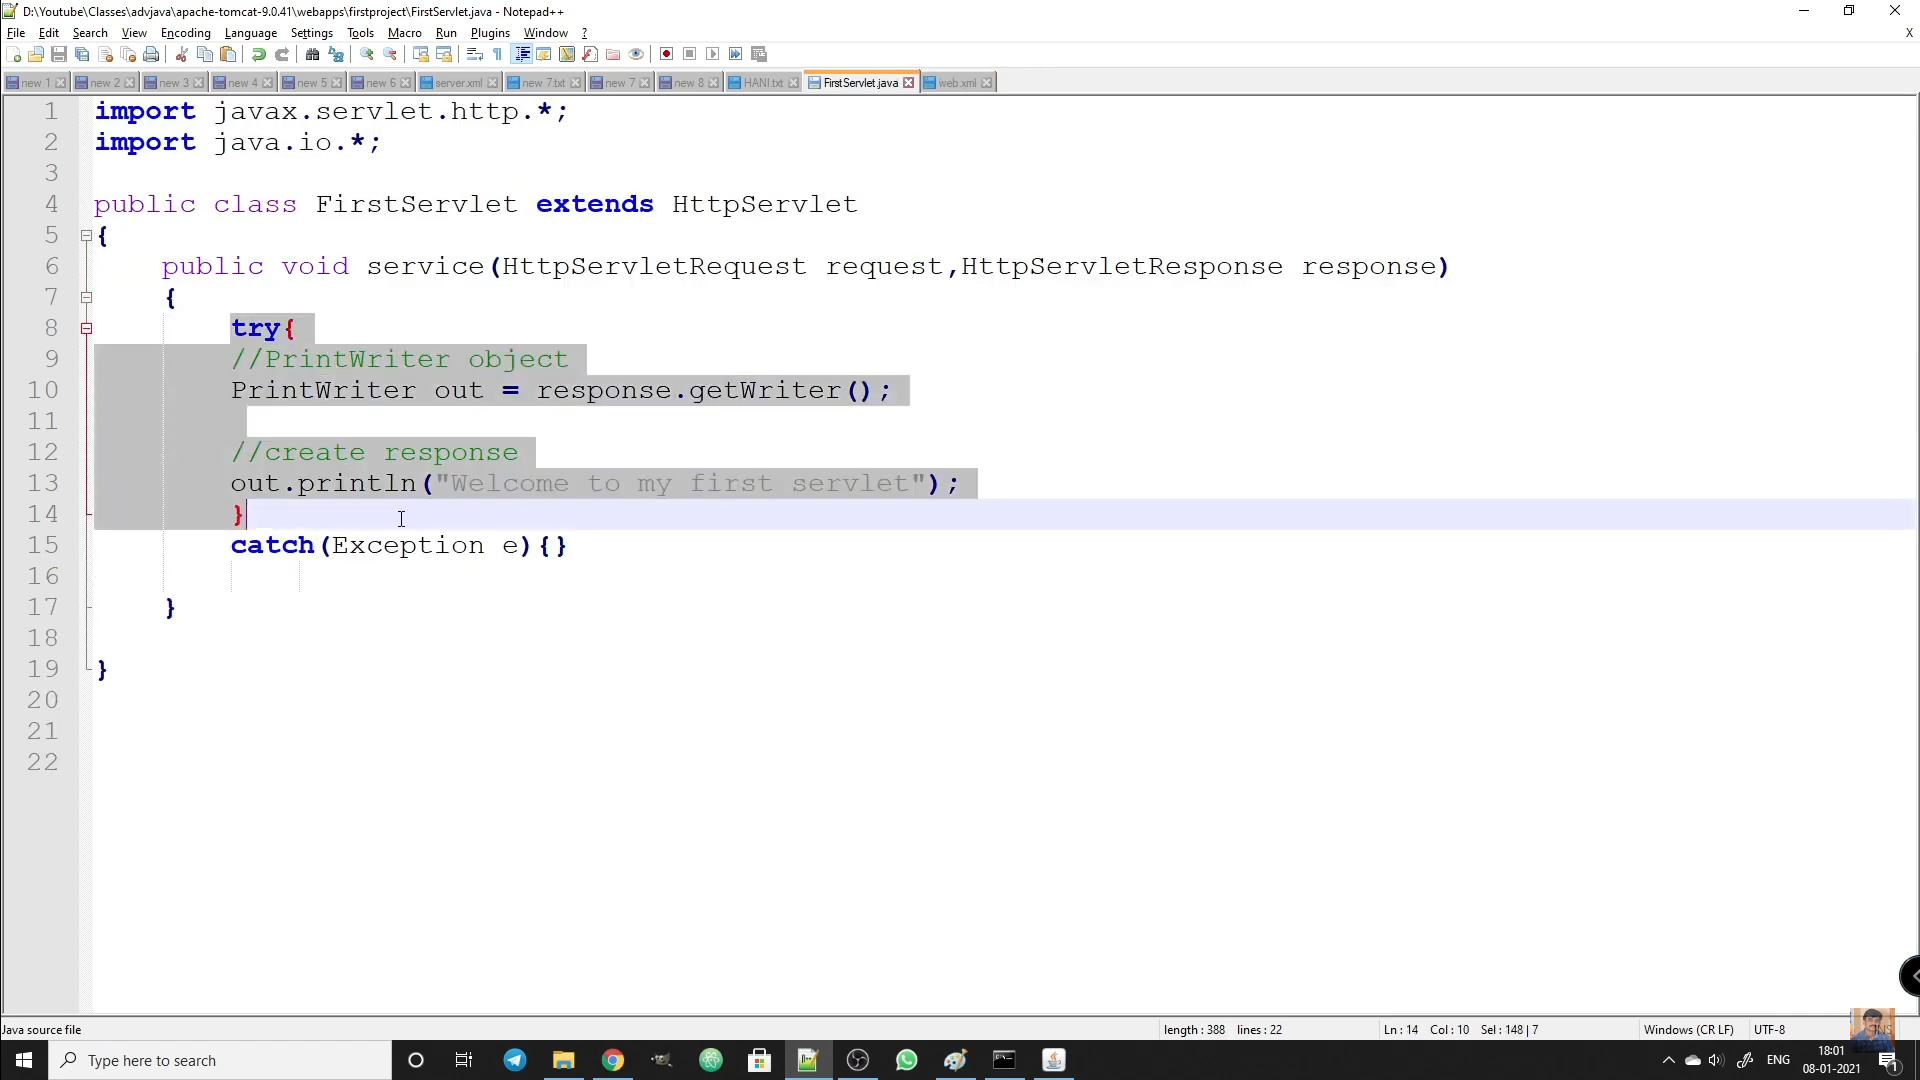 D:\Youtube\Classes\advjava\apache-tomcat-9.0.41\webapps\firstproject\FirstServlet.java - Notepad++
File Edit Search View Encoding Language Settings Tools Macro Run Plugins Window ? X
new 1 new 2 new 3 new 4 new 5 new 6 server.xml new 7.txt new 7 new 8 HANI.txt FirstServlet.java web.xml
1 import javax.servlet.http.*;
2 import java.io.*;
3
4 public class FirstServlet extends HttpServlet
5 {
6 public void service(HttpServletRequest request,HttpServletResponse response)
7 {
8 try{
9 //PrintWriter object
10 PrintWriter out = response.getWriter();
11
12 //create response
13 out.println("Welcome to my first servlet");
14 }
15 catch(Exception e){}
16
17 }
18
19 }
20
21
22
Java source file length : 388 lines : 22 Ln : 14 Col : 10 Sel : 148 | 7 Windows (CR LF) UTF-8
Type here to search ENG 18:01
08-01-2021 1